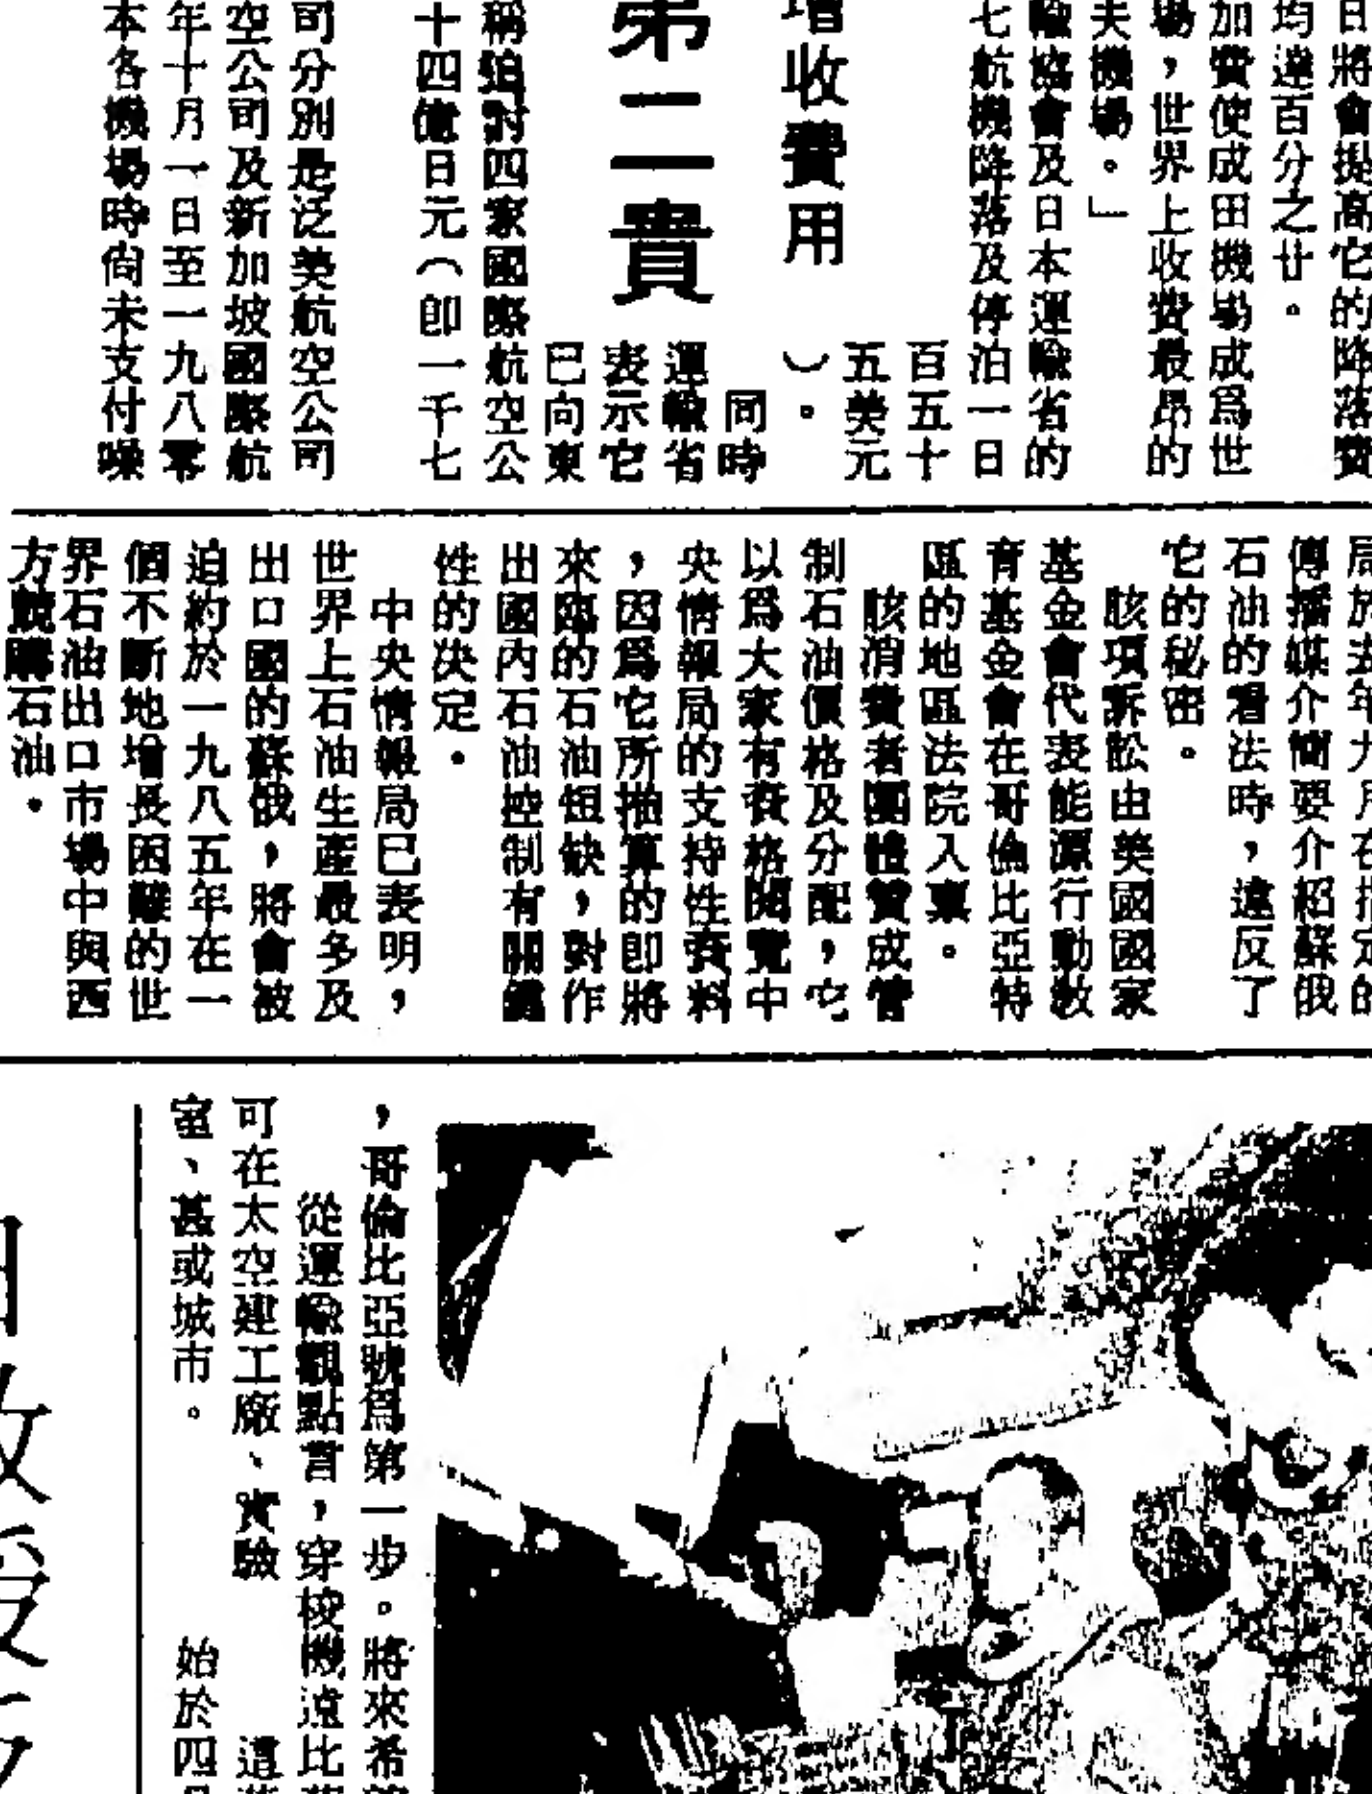 日將會提高它的降落費
均達百分之廿。
加費使成田機場成爲世
場，世界上收費最昂的
夫機場。」
輸協會及日本運輸省的
七航機降落及停泊一日
百五十
五美元
）。
增收費用
第二貴
同時
運輸省
表示它
已向東
稱追討四家國際航空公
十四億日元（卽一千七
司分別是泛美航空公司
空公司及新加坡國際航
年十月一日至一九八零
本各機場時尙未支付噪
傳播媒介簡要介紹蘇俄
石油的看法時，違反了
它的秘密。
該項訴訟由美國國家
基金會代表能源行動敎
育基金會在哥倫比亞特
區的地區法院入稟。
該消費者團體贊成管
制石油價格及分配，它
以爲大家有資格閱覽中
央情報局的支持性資料
，因爲它所抽算的卽將
來臨的石油短缺，對作
出國內石油控制有關鍵
性的決定。
中央情報局已表明，
世界上石油生產最多及
出口國的蘇俄，將會被
迫約於一九八五年在一
個不斷地增長困難的世
界石油出口市場中與西
方競購石油。
，哥倫比亞號爲第一步。將來希
從運輸觀點言，穿梭機遠比
可在太空建工廠、實驗
室、甚或城市。
這
始於四